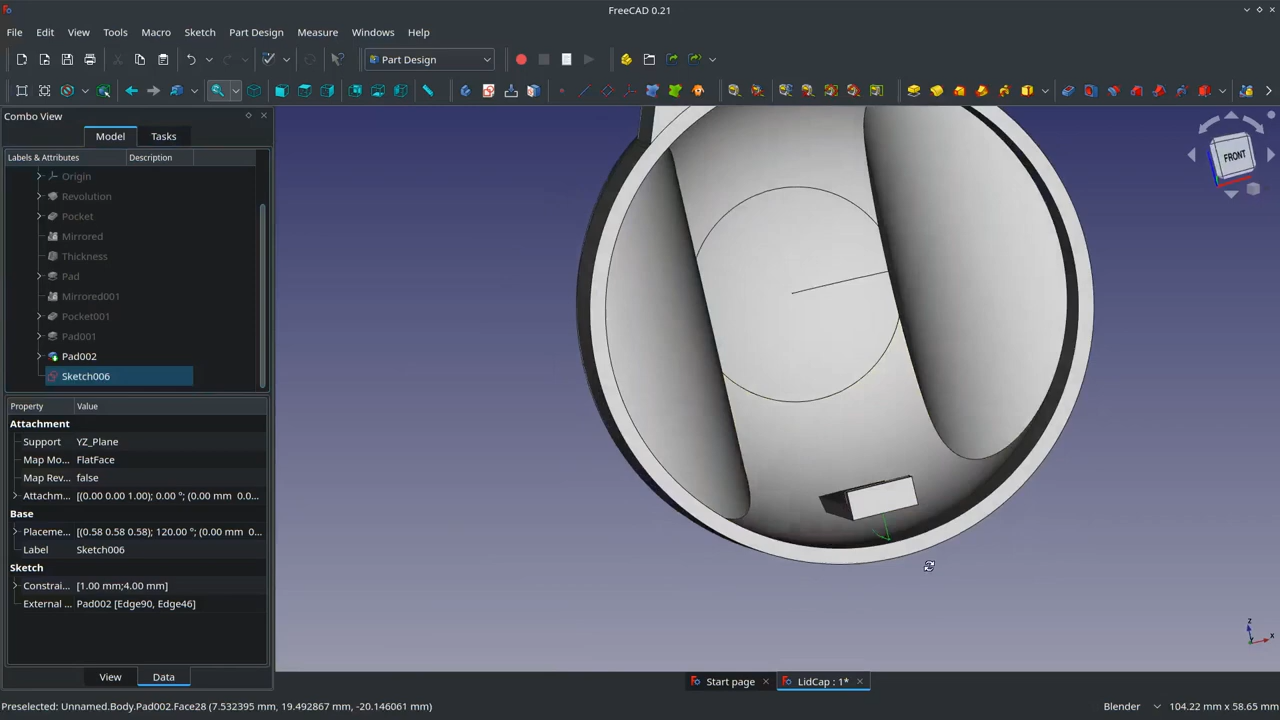 FreeCAD 0.21
File Edit View Tools Macro Sketch Part Design Measure Windows Help
Part Design
Combo View
Model Tasks
Labels & Attributes Description
Origin
Revolution
Pocket
Mirrored
Thickness
Pad
Mirrored001
Pocket001
Pad001
Pad002
Sketch006
Property Value
Attachment
Support YZ_Plane
Map Mo... FlatFace
Map Rev... false
Attachm... [(0.00 0.00 1.00); 0.00 °; (0.00 mm 0.0...
Base
Placeme... [(0.58 0.58 0.58); 120.00 °; (0.00 mm 0...
Label Sketch006
Sketch
Constrai... [1.00 mm;4.00 mm]
External ... Pad002 [Edge90, Edge46]
View Data
FRONT
z
x
Start page LidCap : 1*
Preselected: Unnamed.Body.Pad002.Face28 (7.532395 mm, 19.492867 mm, -20.146061 mm) Blender 104.22 mm x 58.65 mm